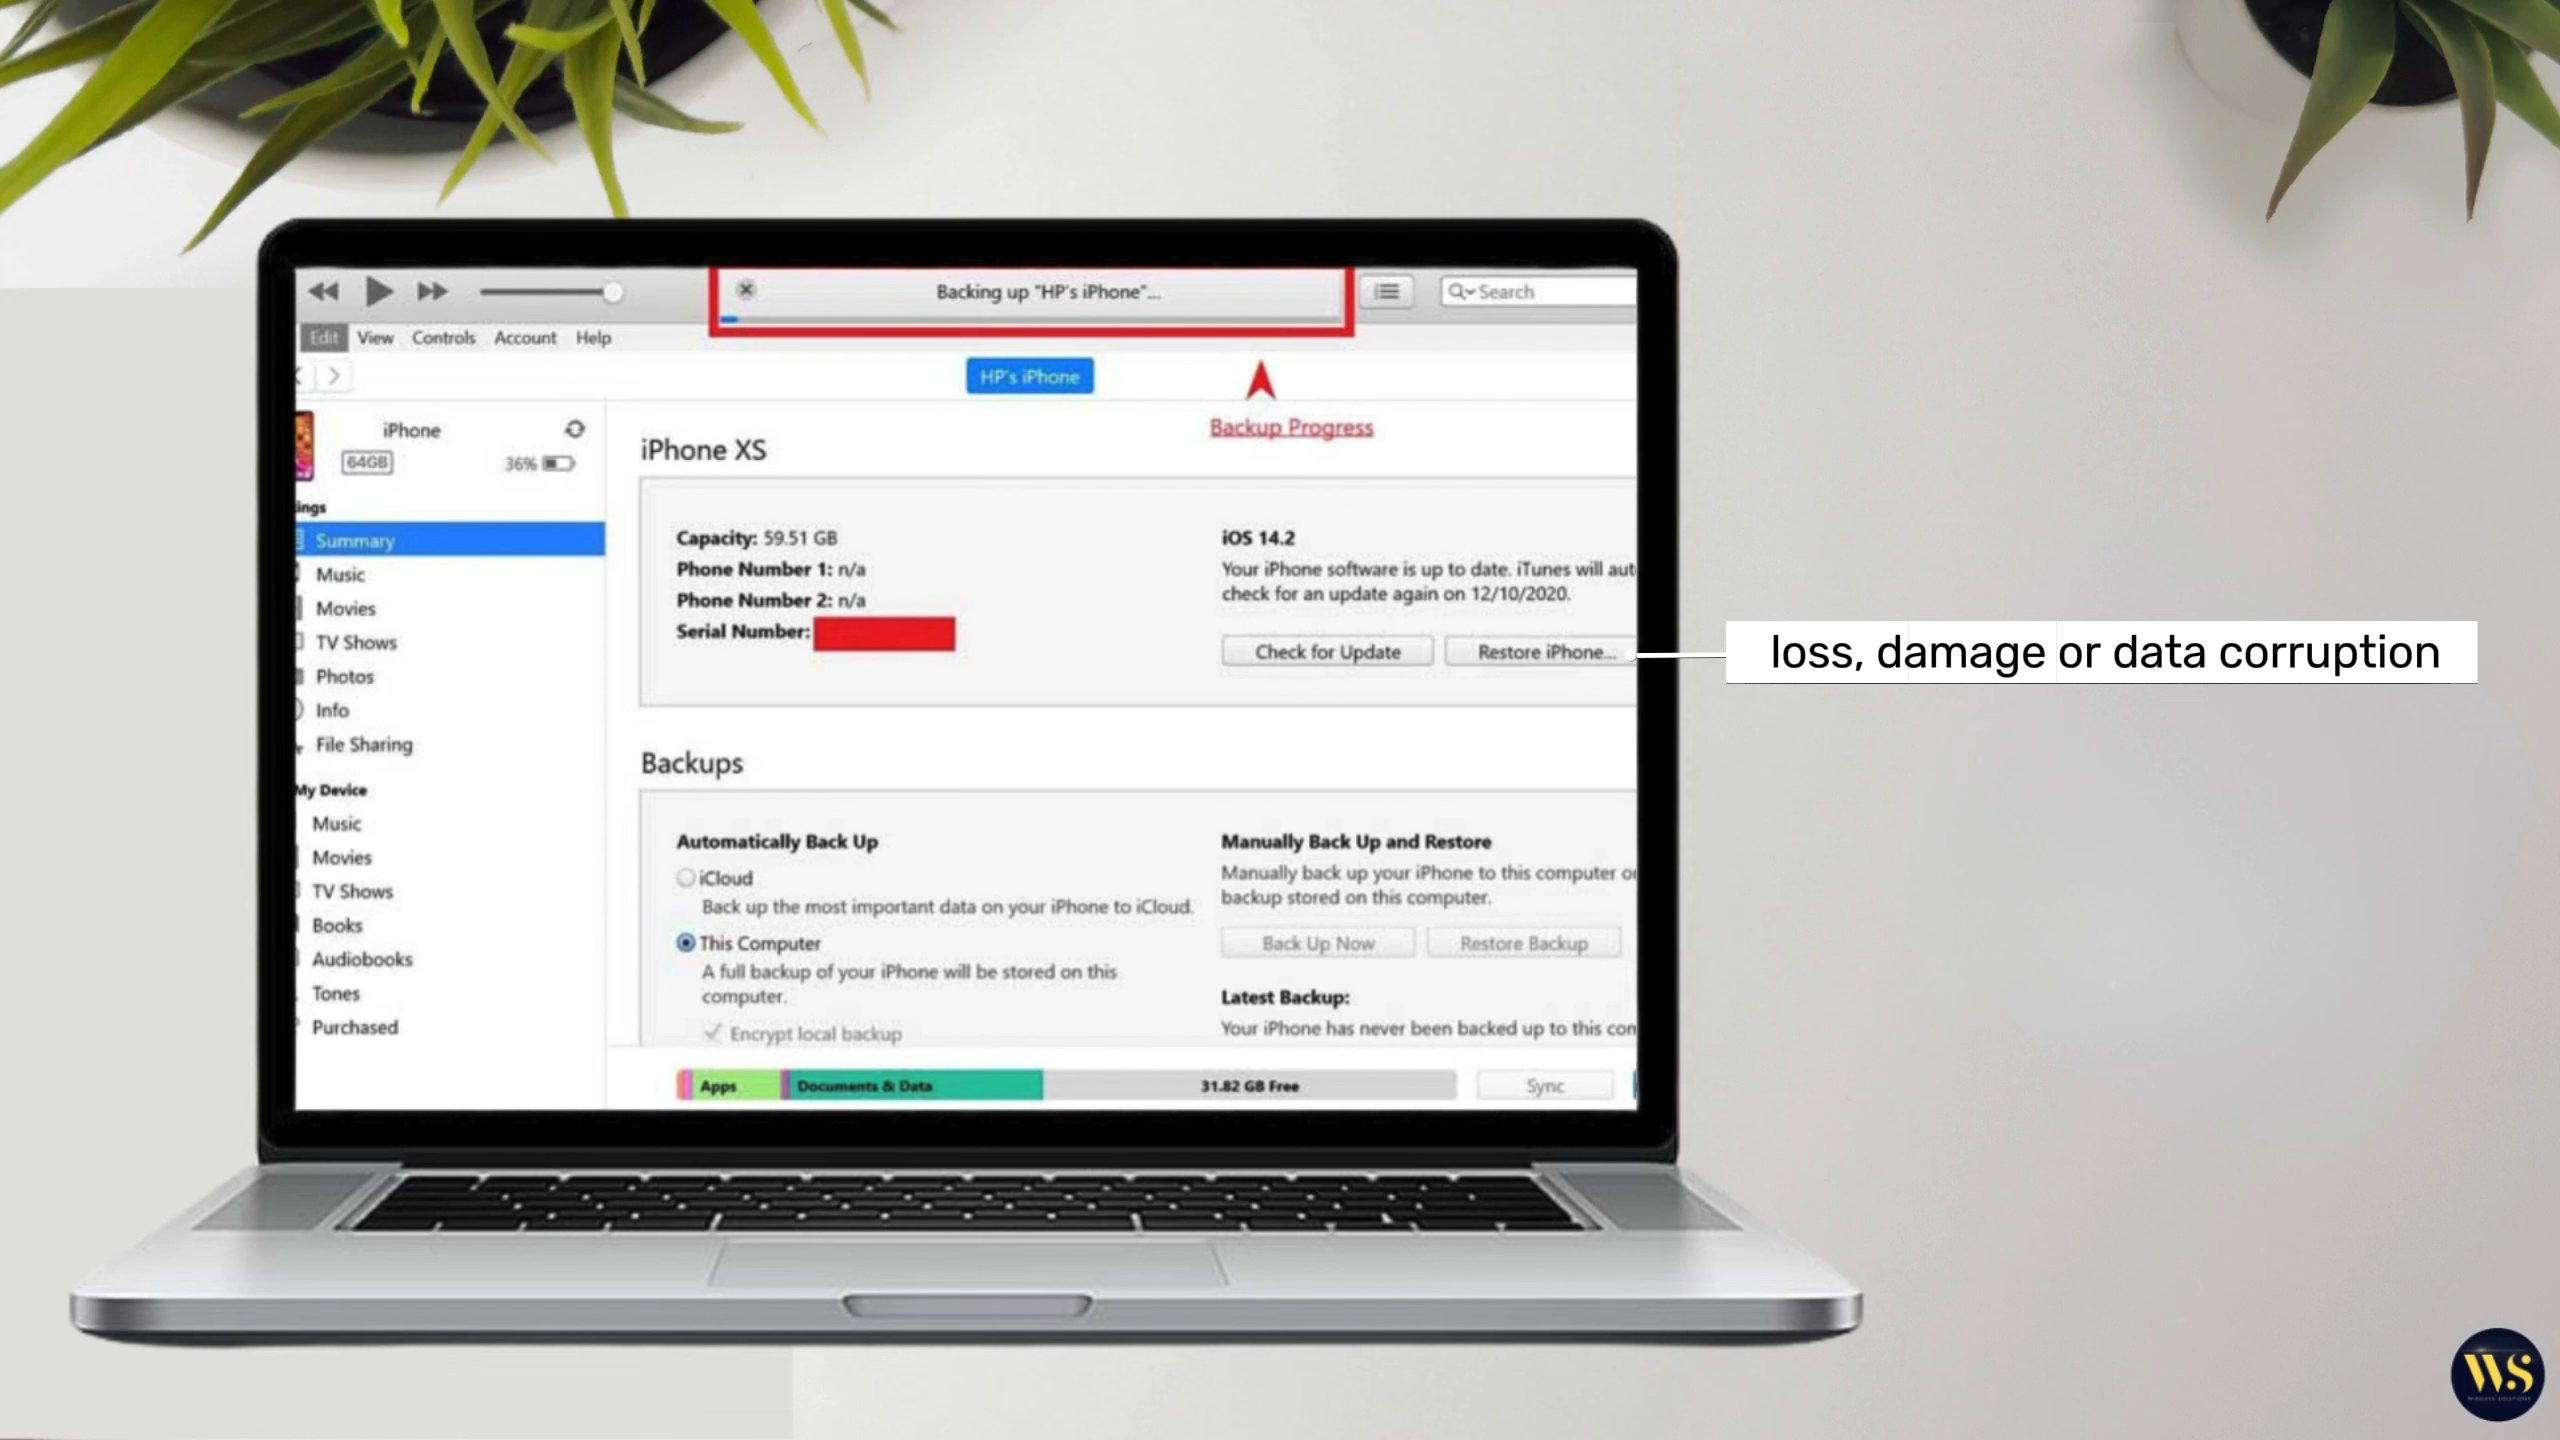 Backing up "HP's iPhone"...
Search
Edit View Controls Account Help
HP's iPhone
Backup Progress
iPhone
64GB
36%
ings
Summary
Music
Movies
TV Shows
Photos
Info
File Sharing
My Device
Music
Movies
TV Shows
Books
Audiobooks
Tones
Purchased
iPhone XS
Capacity: 59.51 GB
Phone Number 1: n/a
Phone Number 2: n/a
Serial Number:
iOS 14.2
Your iPhone software is up to date. iTunes will aut
check for an update again on 12/10/2020.
Check for Update
Restore iPhone...
loss, damage or data corruption
Backups
Automatically Back Up
iCloud
Back up the most important data on your iPhone to iCloud.
This Computer
A full backup of your iPhone will be stored on this
computer.
Encrypt local backup
Manually Back Up and Restore
Manually back up your iPhone to this computer or
backup stored on this computer.
Back Up Now
Restore Backup
Latest Backup:
Your iPhone has never been backed up to this com
Apps
Documents & Data
31.82 GB Free
Sync
WS